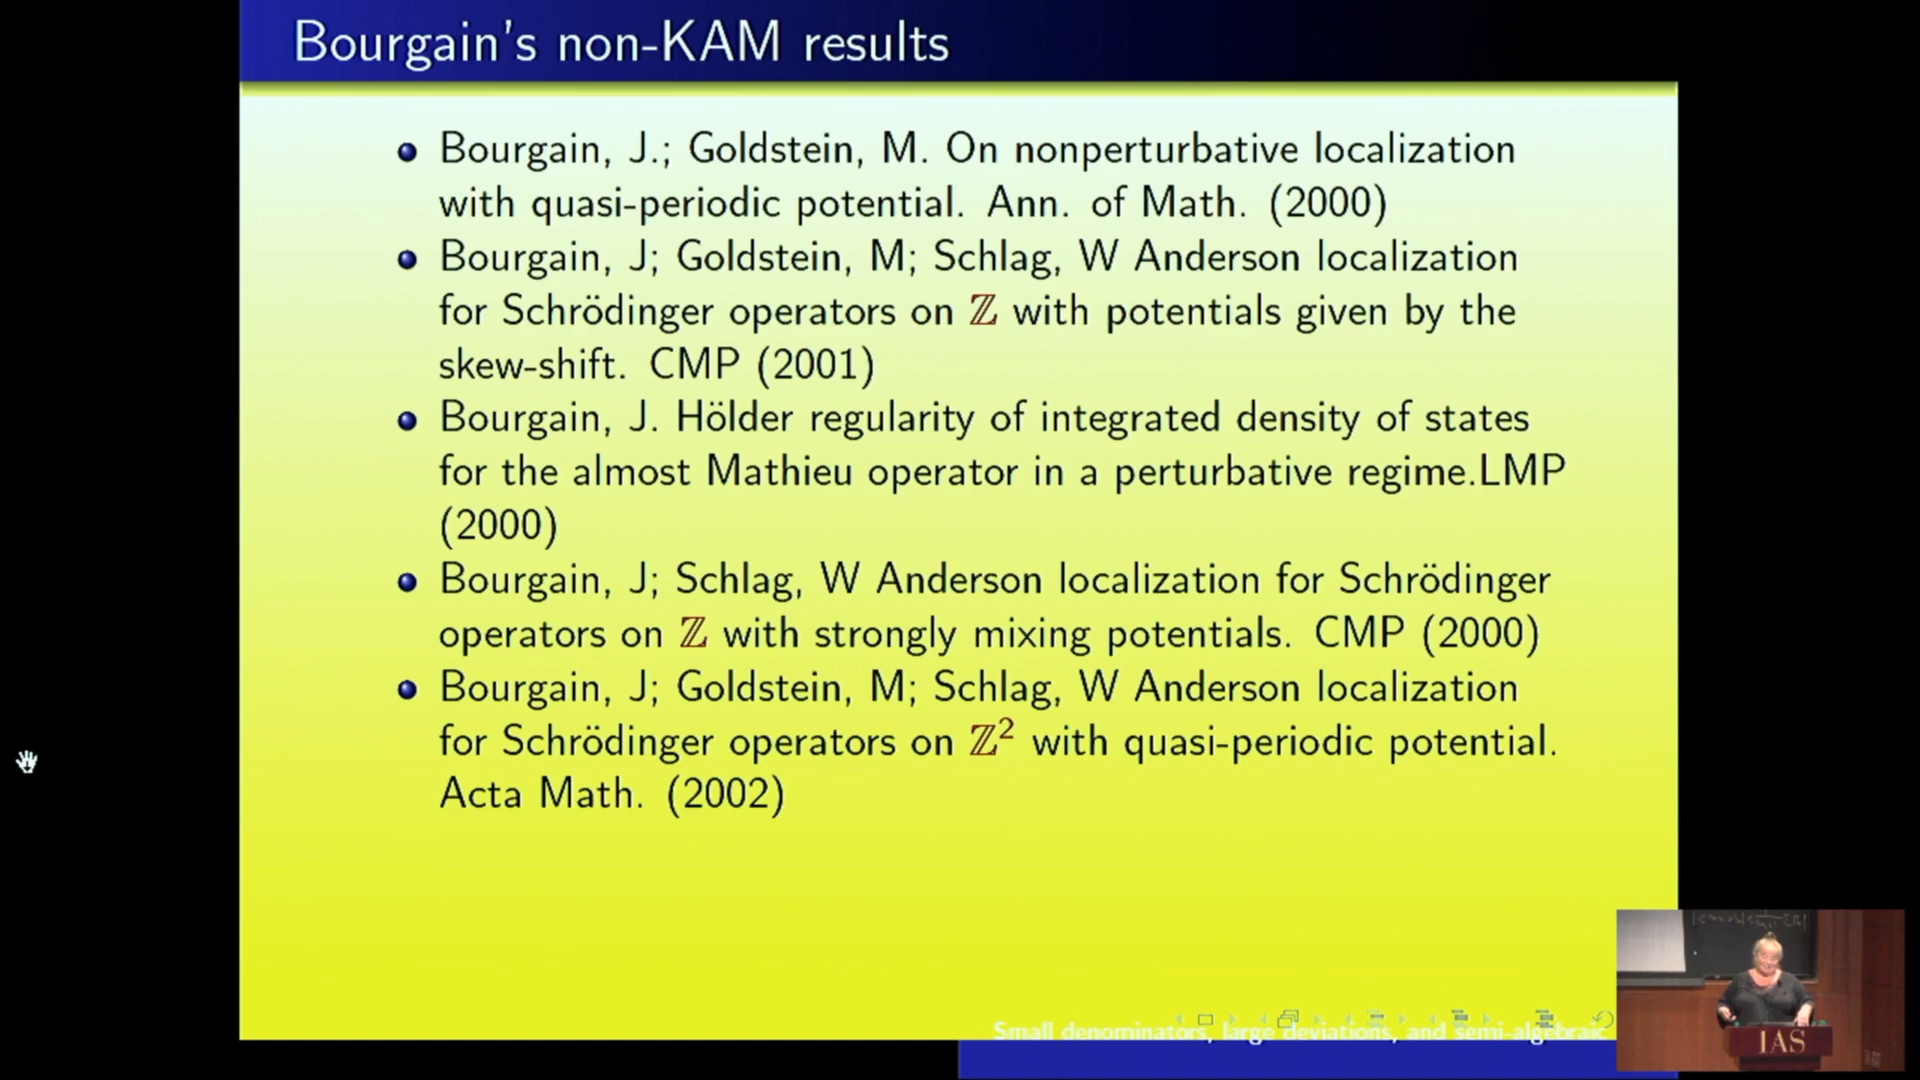 Bourgain's non-KAM results
Bourgain, J.; Goldstein, M. On nonperturbative localization
with quasi-periodic potential. Ann. of Math. (2000)
Bourgain, J; Goldstein, M; Schlag, W Anderson localization
for Schrödinger operators on ℤ with potentials given by the
skew-shift. CMP (2001)
Bourgain, J. Hölder regularity of integrated density of states
for the almost Mathieu operator in a perturbative regime.LMP
(2000)
Bourgain, J; Schlag, W Anderson localization for Schrödinger
operators on ℤ with strongly mixing potentials. CMP (2000)
Bourgain, J; Goldstein, M; Schlag, W Anderson localization
for Schrödinger operators on ℤ² with quasi-periodic potential.
Acta Math. (2002)
Small denominators, large deviations, and semi-algebraic
IAS